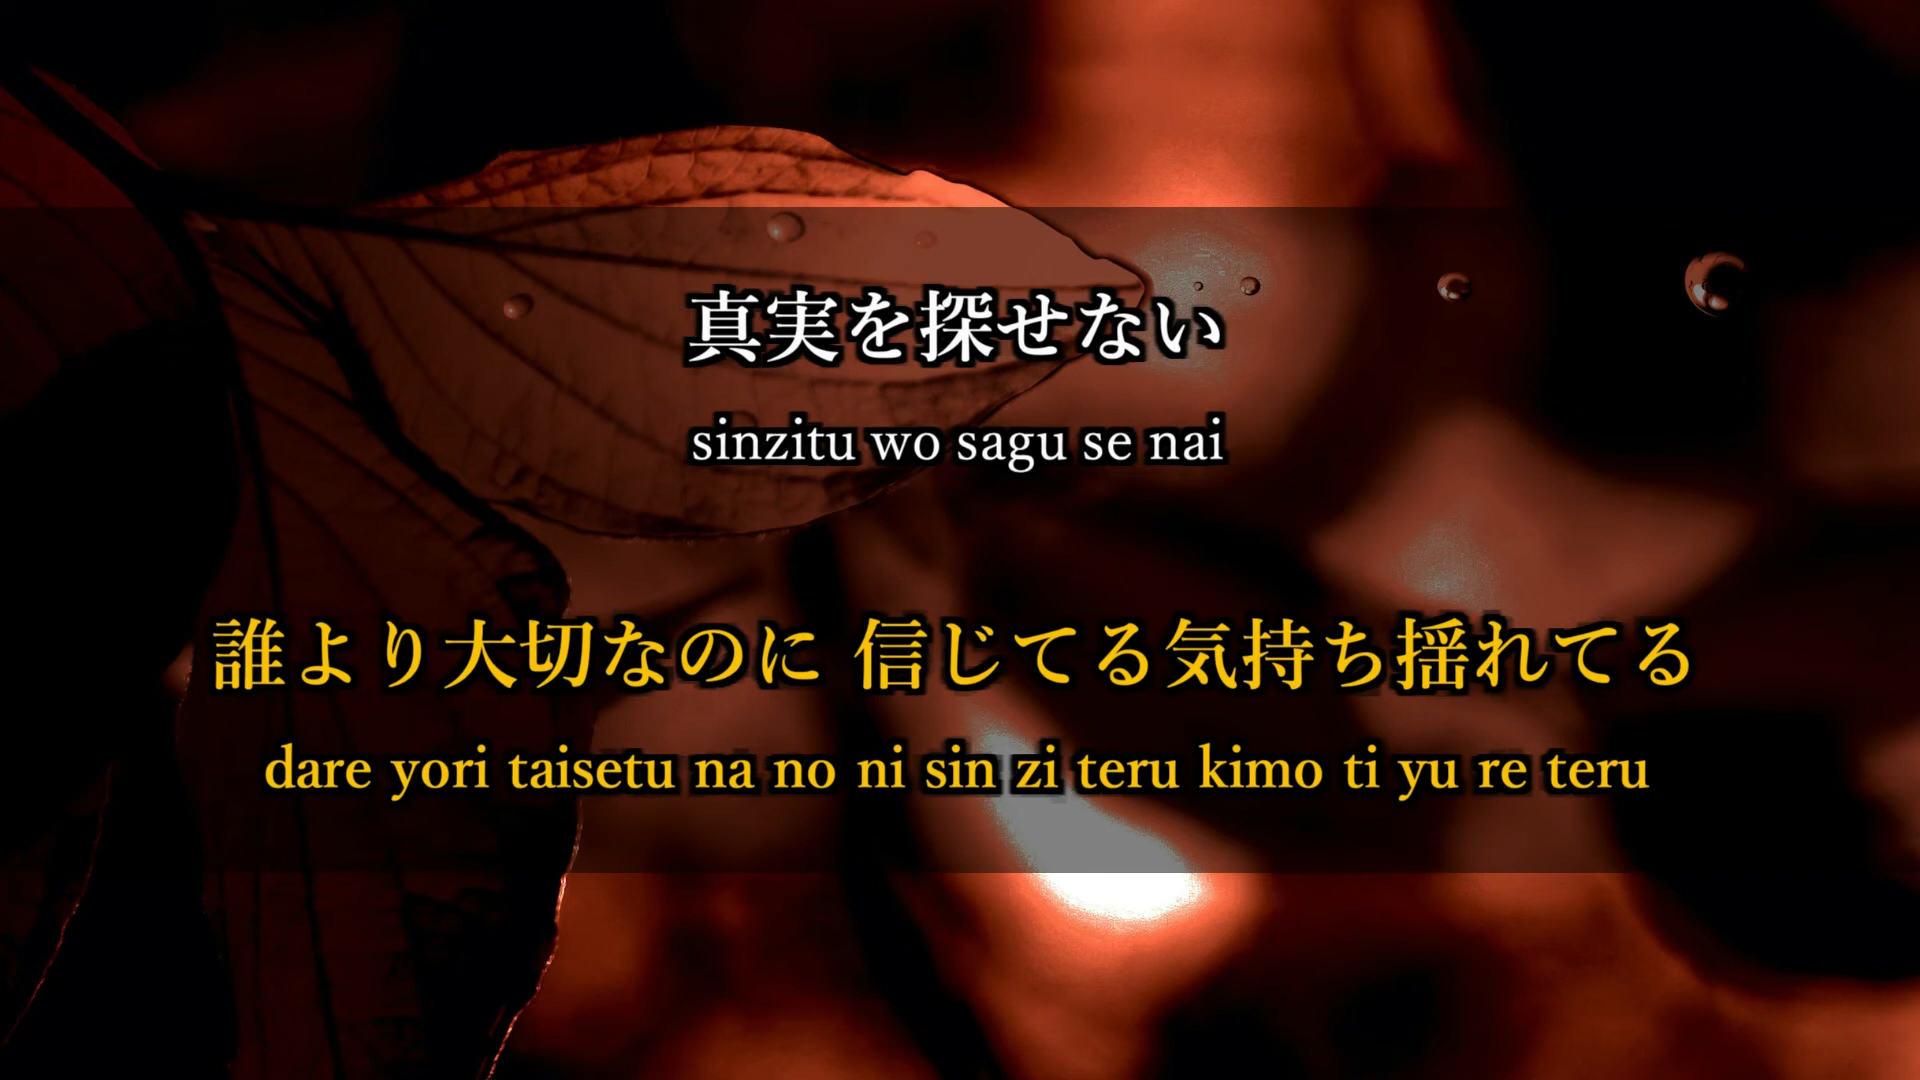 真実を探せない
sinzitu wo sagu se nai
誰より大切なのに 信じてる気持ち揺れてる
dare yori taisetu na no ni sin zi teru kimo ti yu re teru